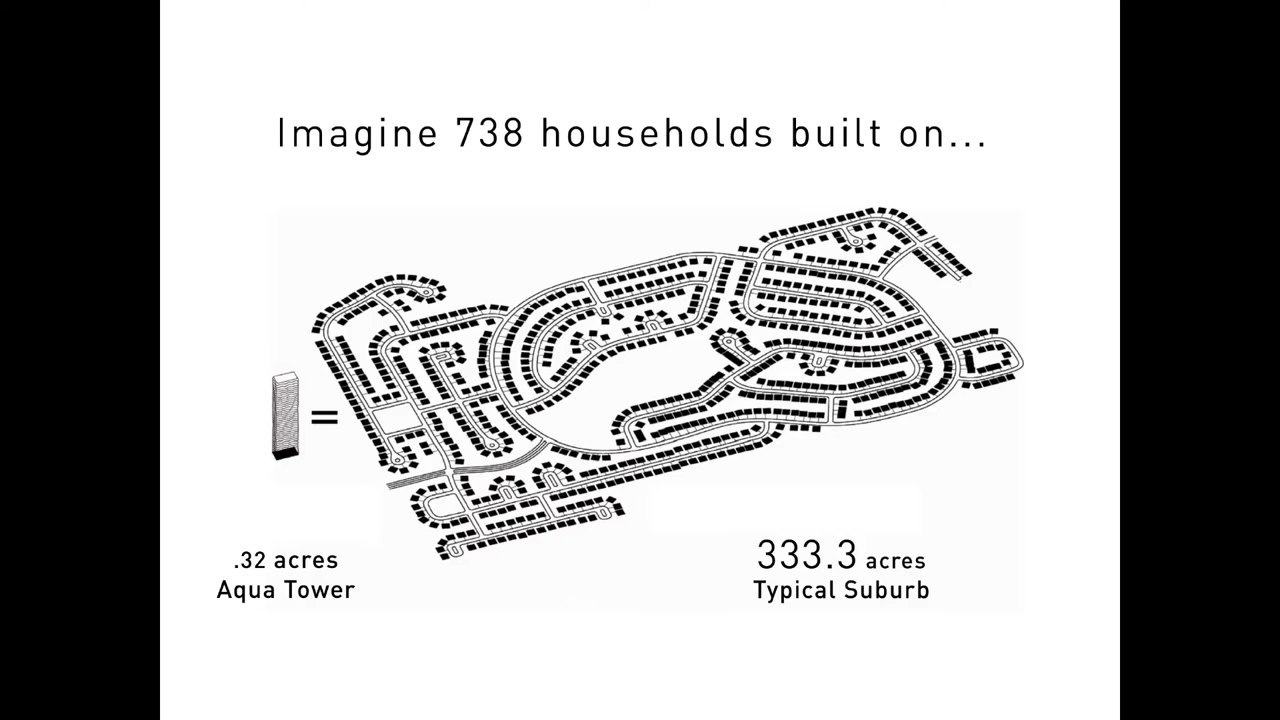 Imagine 738 households built on...
=
.32 acres
Aqua Tower
333.3 acres
Typical Suburb